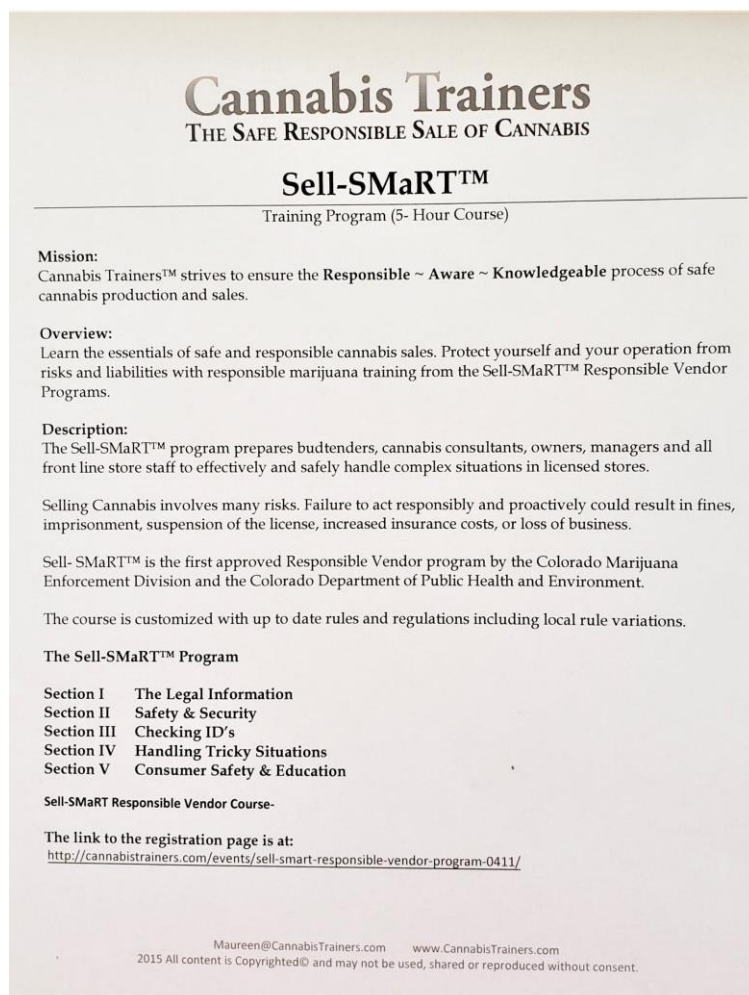 Cannabis Trainers
THE SAFE RESPONSIBLE SALE OF CANNABIS
Sell-SMaRT™
Training Program (5- Hour Course)
Mission:
Cannabis Trainers™ strives to ensure the Responsible ~ Aware ~ Knowledgeable process of safe
cannabis production and sales.
Overview:
Learn the essentials of safe and responsible cannabis sales. Protect yourself and your operation from
risks and liabilities with responsible marijuana training from the Sell-SMaRT™ Responsible Vendor
Programs.
Description:
The Sell-SMaRT™ program prepares budtenders, cannabis consultants, owners, managers and all
front line store staff to effectively and safely handle complex situations in licensed stores.
Selling Cannabis involves many risks. Failure to act responsibly and proactively could result in fines,
imprisonment, suspension of the license, increased insurance costs, or loss of business.
Sell- SMaRT™ is the first approved Responsible Vendor program by the Colorado Marijuana
Enforcement Division and the Colorado Department of Public Health and Environment.
The course is customized with up to date rules and regulations including local rule variations.
The Sell-SMaRT™ Program
Section I The Legal Information
Section II Safety & Security
Section III Checking ID's
Section IV Handling Tricky Situations
Section V Consumer Safety & Education
Sell-SMaRT Responsible Vendor Course-
The link to the registration page is at:
http://cannabistrainers.com/events/sell-smart-responsible-vendor-program-0411/
Maureen@CannabisTrainers.com www.CannabisTrainers.com
2015 All content is Copyrighted© and may not be used, shared or reproduced without consent.